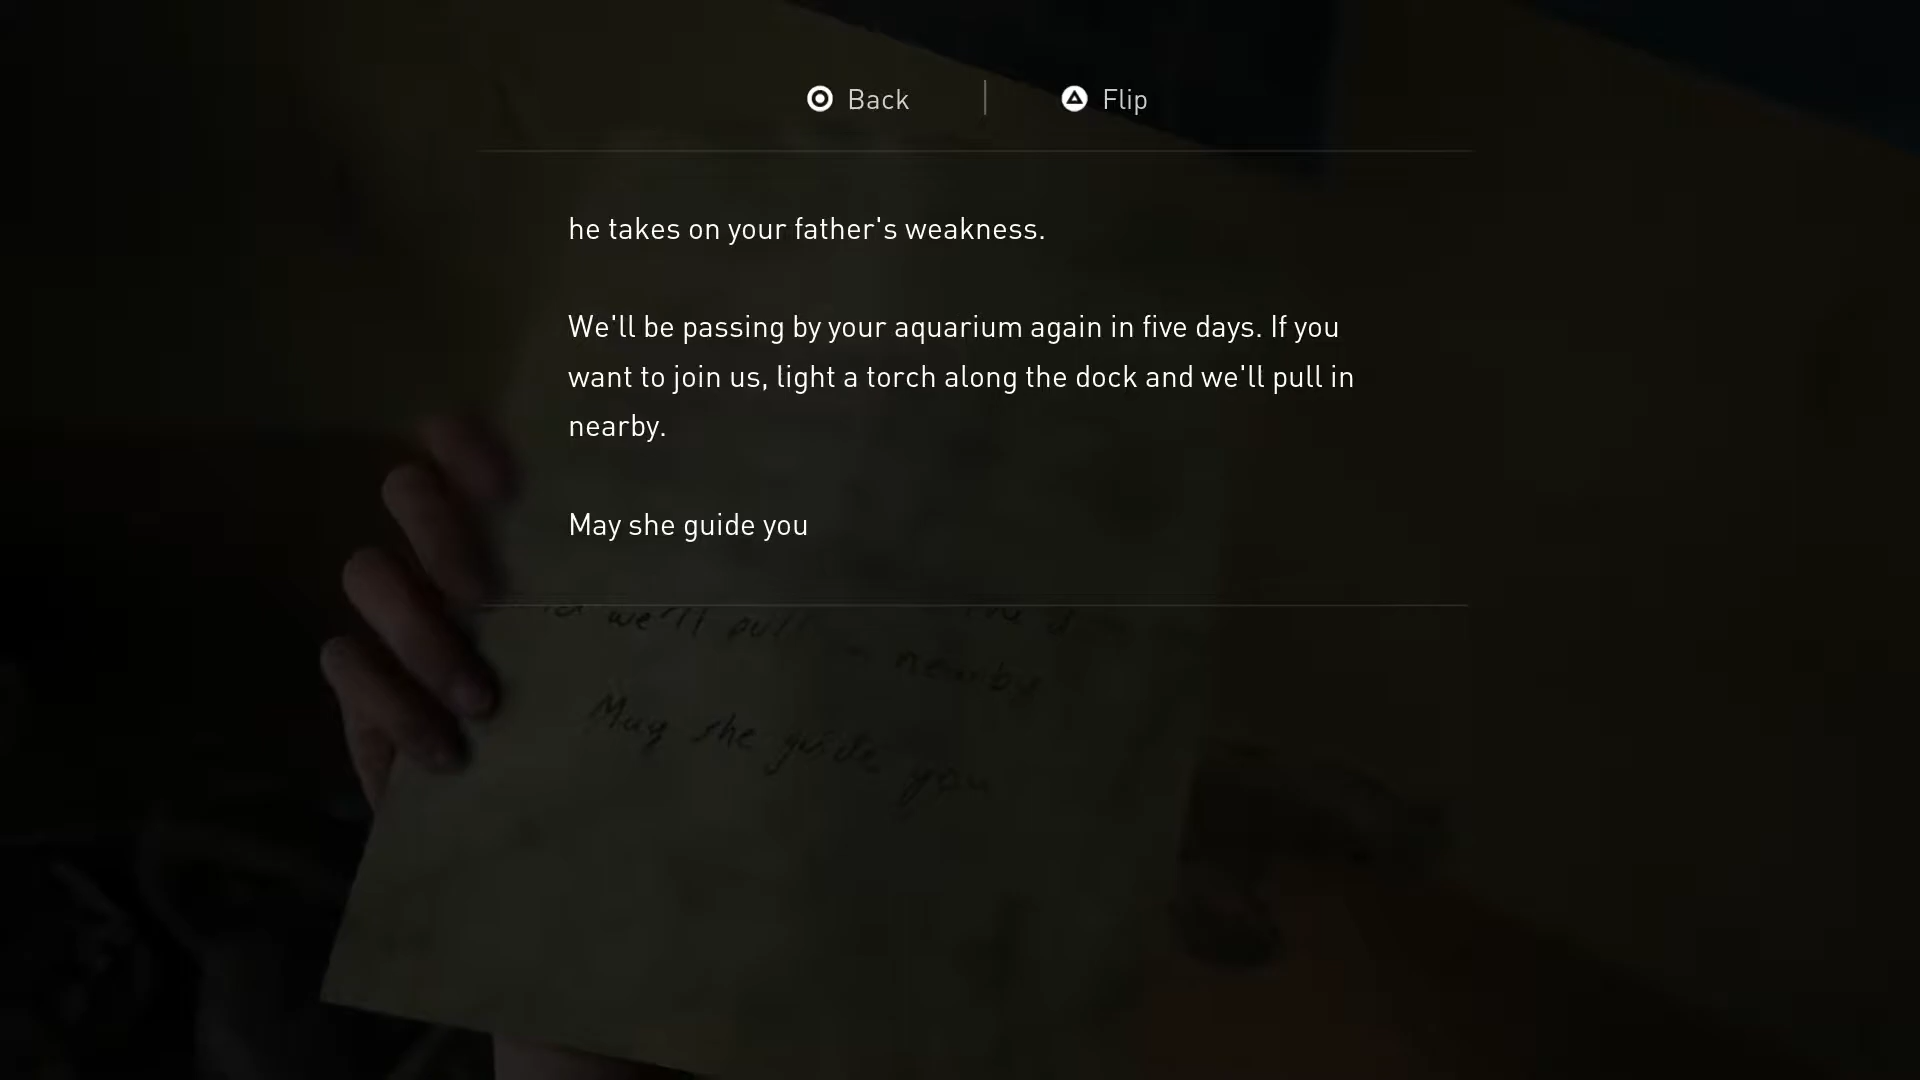 Back
Flip
he takes on your father's weakness.
We'll be passing by your aquarium again in five days. If you
want to join us, light a torch along the dock and we'll pull in
nearby.
May she guide you
we'll pull
nearby
May she guide you